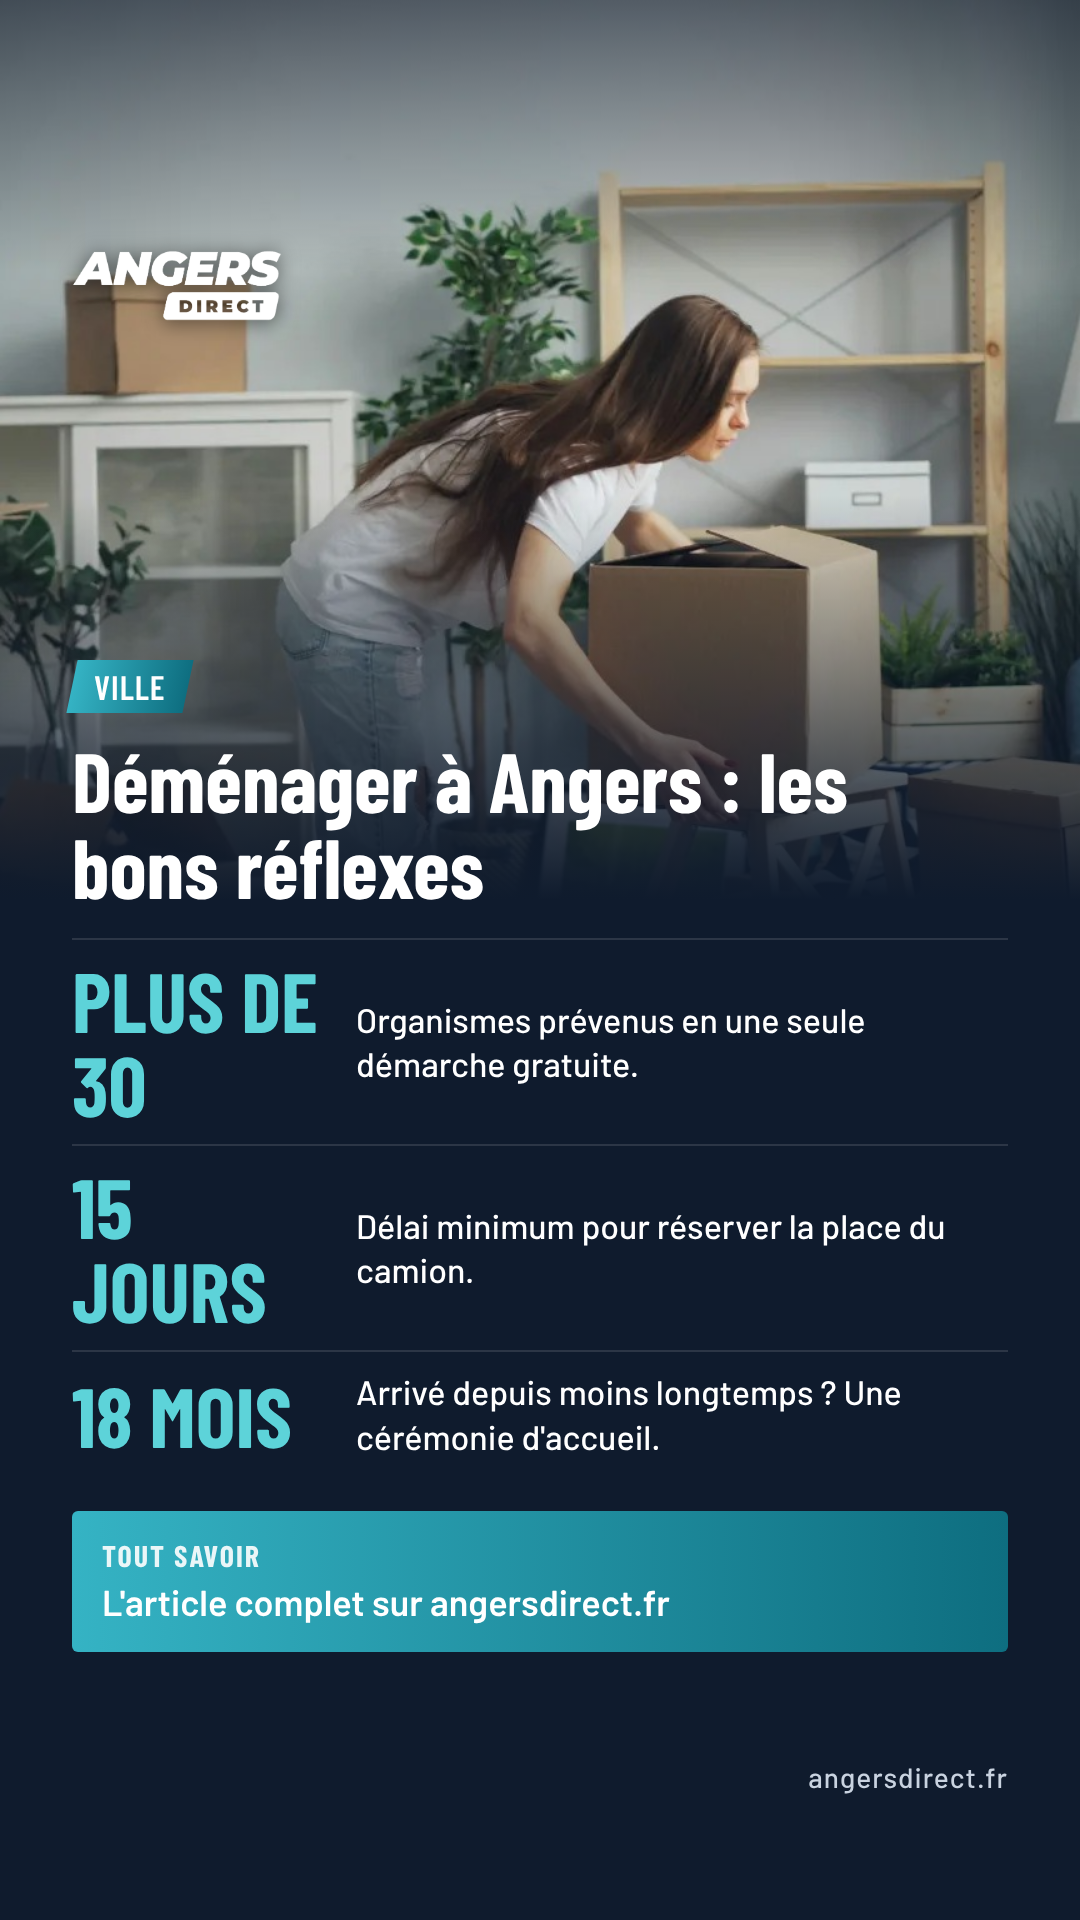 ANGERS
DIRECT
VILLE
Déménager à Angers : les
bons réflexes
PLUS DE
30
Organismes prévenus en une seule
démarche gratuite.
15
JOURS
Délai minimum pour réserver la place du
camion.
18 MOIS
Arrivé depuis moins longtemps ? Une
cérémonie d'accueil.
TOUT SAVOIR
L'article complet sur angersdirect.fr
angersdirect.fr